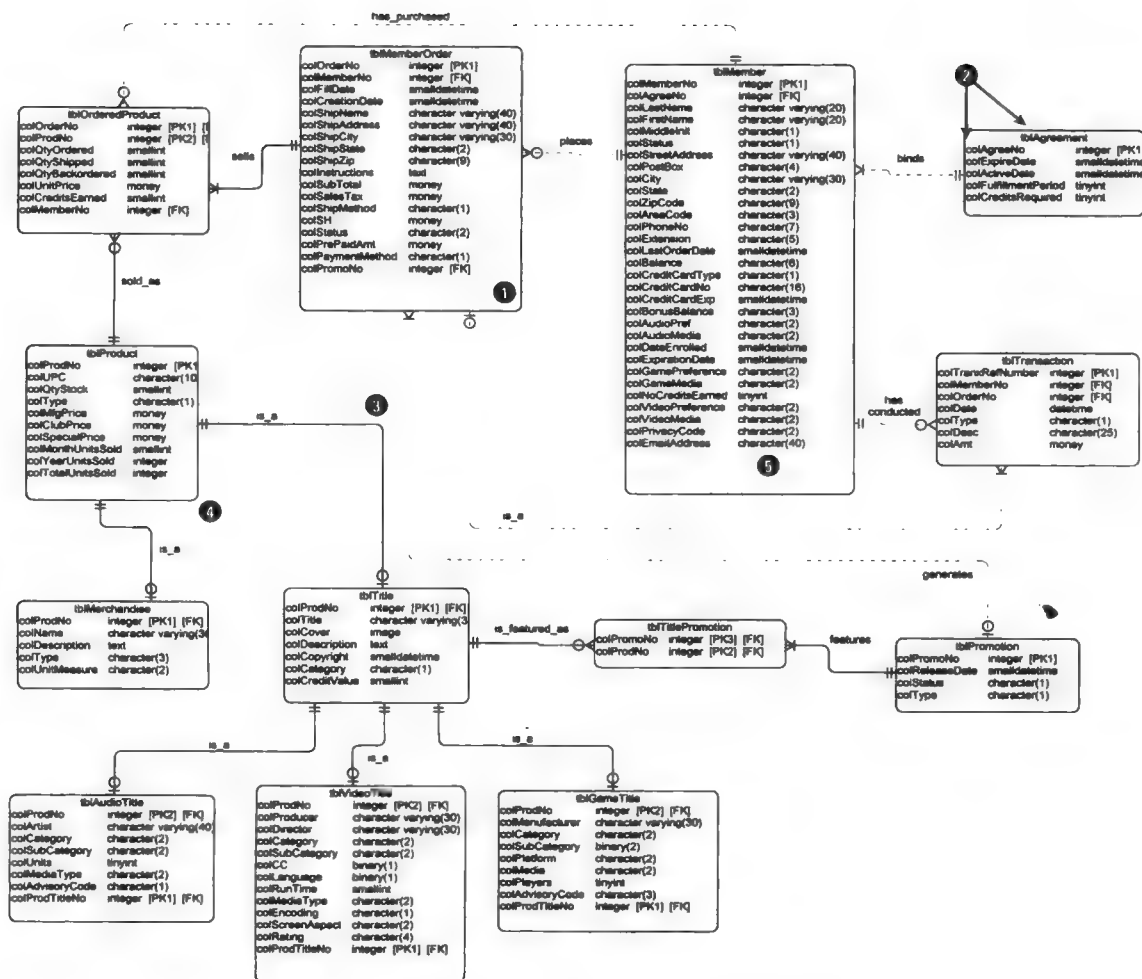 has_purchased
tblMemberOrder
colOrderNo integer [PK1]
colMemberNo integer [FK]
colFillDate smalldatetime
colCreationDate smalldatetime
colShipName character varying(40)
colShipAddress character varying(40)
colShipCity character varying(30)
colShipState character(2)
colShipZip character(9)
colInstructions text
colSubTotal money
colSalesTax money
colShipMethod character(1)
colSH money
colStatus character(2)
colPrePaidAmt money
colPaymentMethod character(1)
colPromoNo integer [FK]
1
tblOrderedProduct
colOrderNo integer [PK1] [
colProdNo integer [PK2] [
colQtyOrdered smallint
colQtyShipped smallint
colQtyBackordered smallint
colUnitPrice money
colCreditsEarned smallint
colMemberNo integer [FK]
sells
places
tblMember
colMemberNo integer [PK1]
colAgreeNo integer [FK]
colLastName character varying(20)
colFirstName character varying(20)
colMiddleInit character(1)
colStatus character(1)
colStreetAddress character varying(40)
colPostBox character(4)
colCity character varying(30)
colState character(2)
colZipCode character(9)
colAreaCode character(3)
colPhoneNo character(7)
colExtension character(5)
colLastOrderDate smalldatetime
colBalance character(6)
colCreditCardType character(1)
colCreditCardNo character(16)
colCreditCardExp smalldatetime
colBonusBalance character(3)
colAudioPref character(2)
colAudioMedia character(2)
colDateEnrolled smalldatetime
colExpirationDate smalldatetime
colGamePreference character(2)
colGameMedia character(2)
colNoCreditsEarned tinyint
colVideoPreference character(2)
colVideoMedia character(2)
colPrivacyCode character(2)
colEmailAddress character(40)
5
2
binds
tblAgreement
colAgreeNo integer [PK1
colExpireDate smalldatetime
colActiveDate smalldatetime
colFulfillmentPeriod tinyint
colCreditsRequired tinyint
has
conducted
tblTransaction
colTranxRefNumber integer [PK1]
colMemberNo integer [FK]
colOrderNo integer [FK]
colDate datetime
colType character(1)
colDesc character(25)
colAmt money
sold_as
tblProduct
colProdNo integer [PK1
colUPC character(10
colQtyStock smallint
colType character(1)
colMfgPrice money
colClubPrice money
colSpecialPrice money
colMonthUnitsSold smallint
colYearUnitsSold integer
colTotalUnitsSold integer
is_a
3
4
is_a
is_a
generates
tblMerchandise
colProdNo integer [PK1] [FK]
colName character varying(30
colDescription text
colType character(3)
colUnitMeasure character(2)
tblTitle
colProdNo integer [PK1] [FK]
colTitle character varying(3
colCover image
colDescription text
colCopyright smalldatetime
colCategory character(1)
colCreditValue smallint
is_featured_as
tblTitlePromotion
colPromoNo integer [PK3] [FK]
colProdNo integer [PK2] [FK]
features
tblPromotion
colPromoNo integer [PK1]
colReleaseDate smalldatetime
colStatus character(1)
colType character(1)
is_a
is_a
is_a
tblAudioTitle
colProdNo integer [PK2] [FK]
colArtist character varying(40)
colCategory character(2)
colSubCategory character(2)
colUnits tinyint
colMediaType character(2)
colAdvisoryCode character(1)
colProdTitleNo integer [PK1] [FK]
tblVideoTitle
colProdNo integer [PK2] [FK]
colProducer character varying(30)
colDirector character varying(30)
colCategory character(2)
colSubCategory character(2)
colCC binary(1)
colLanguage binary(1)
colRunTime smallint
colMediaType character(2)
colEncoding character(1)
colScreenAspect character(2)
colRating character(4)
colProdTitleNo integer [PK1] [FK]
tblGameTitle
colProdNo integer [PK2] [FK]
colManufacturer character varying(30)
colCategory character(2)
colSubCategory binary(2)
colPlatform character(2)
colMedia character(2)
colPlayers tinyint
colAdvisoryCode character(3)
colProdTitleNo integer [PK1] [FK]